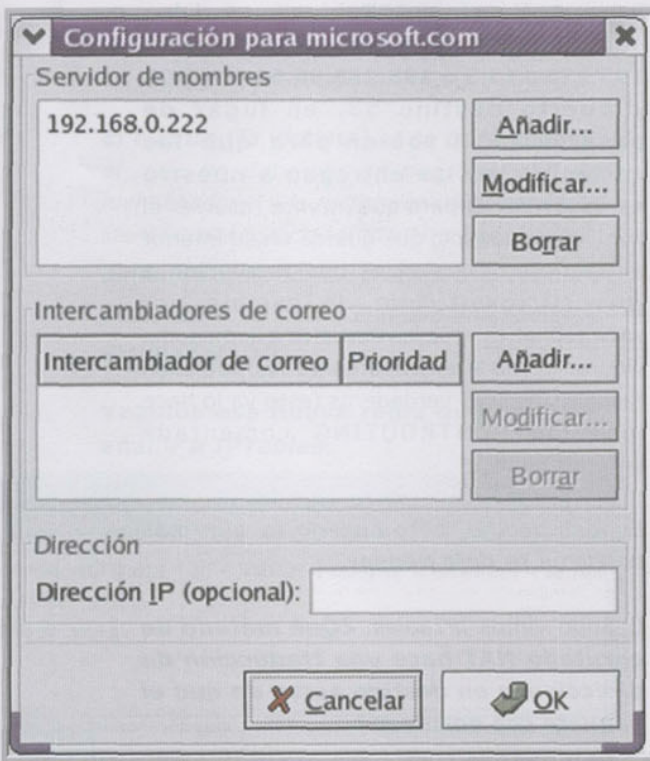 Configuración para microsoft.com
Servidor de nombres
192.168.0.222
Añadir...
Modificar...
Borrar
Intercambiadores de correo
Intercambiador de correo Prioridad
Añadir...
Modificar...
Borrar
Dirección
Dirección IP (opcional):
Cancelar
OK